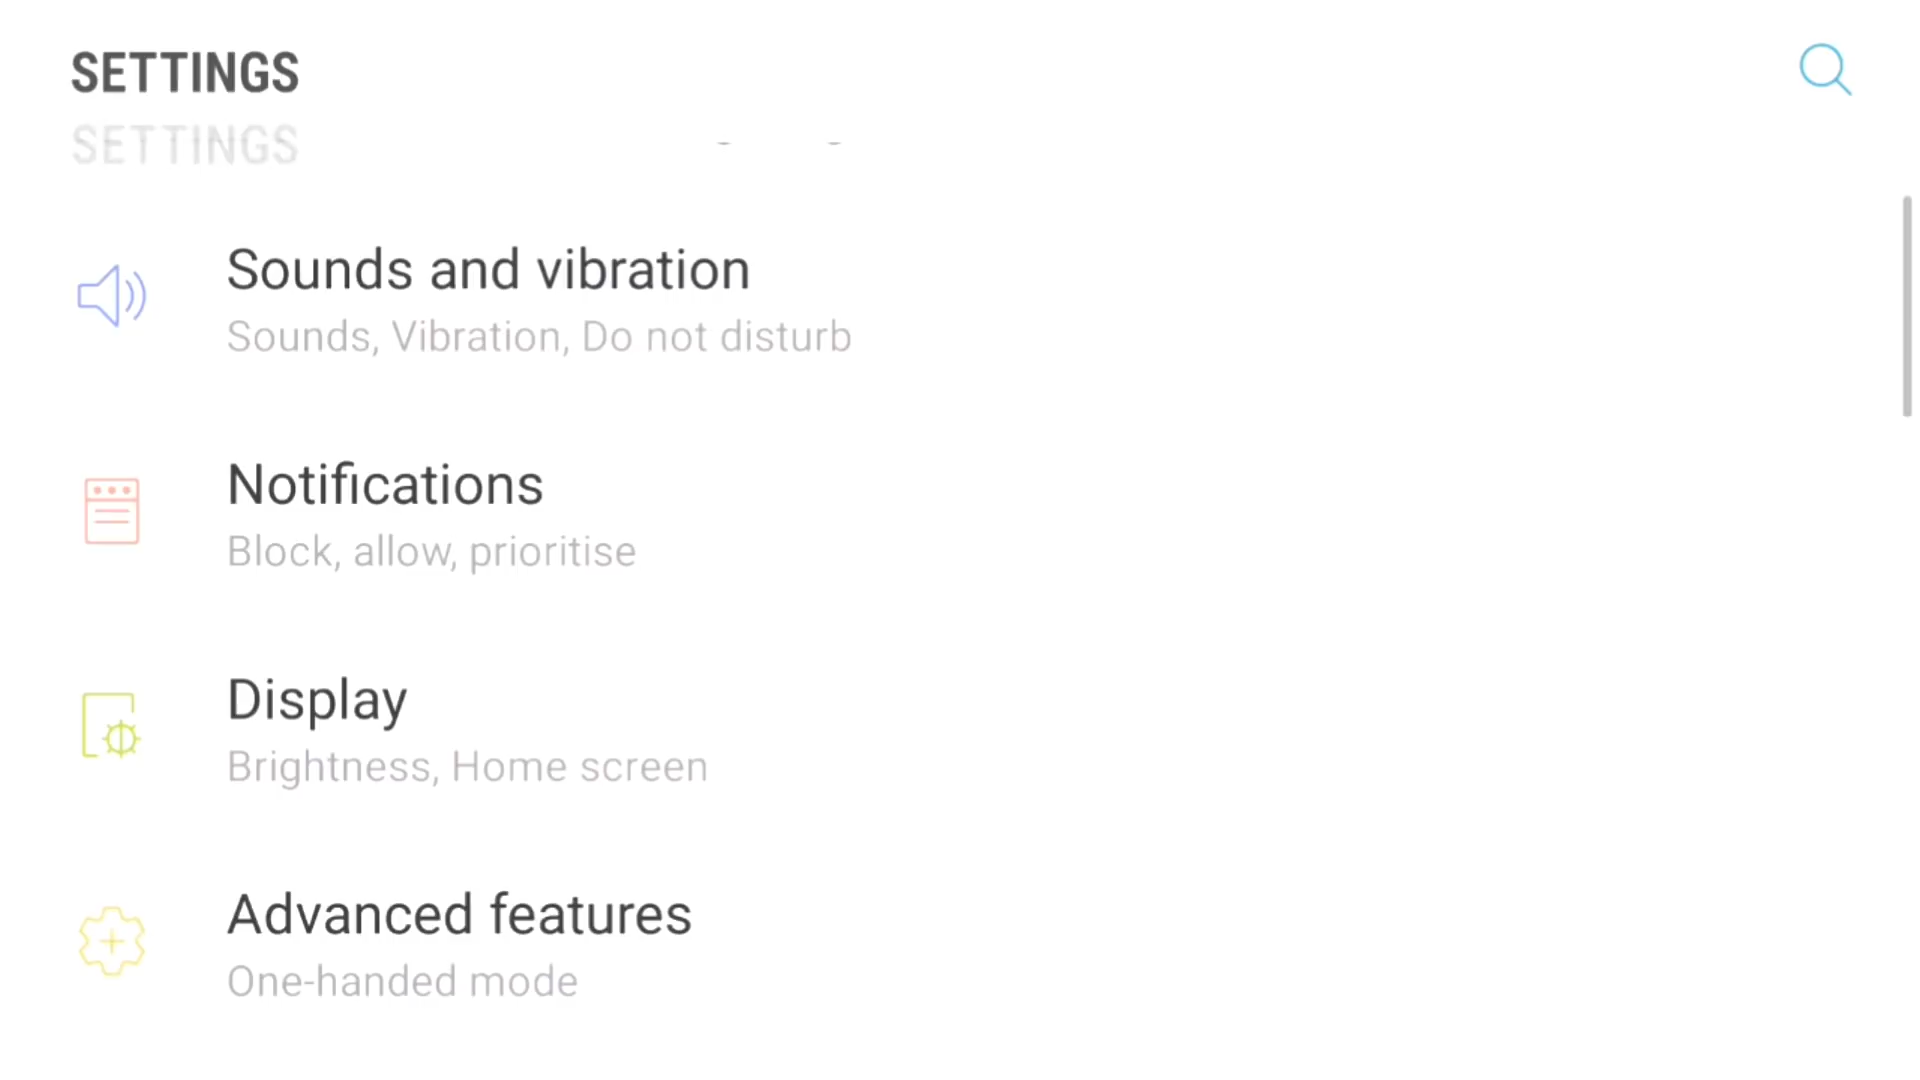 SETTINGS
SETTINGS
Sounds and vibration
Sounds, Vibration, Do not disturb
Notifications
Block, allow, prioritise
Display
Brightness, Home screen
Advanced features
One-handed mode